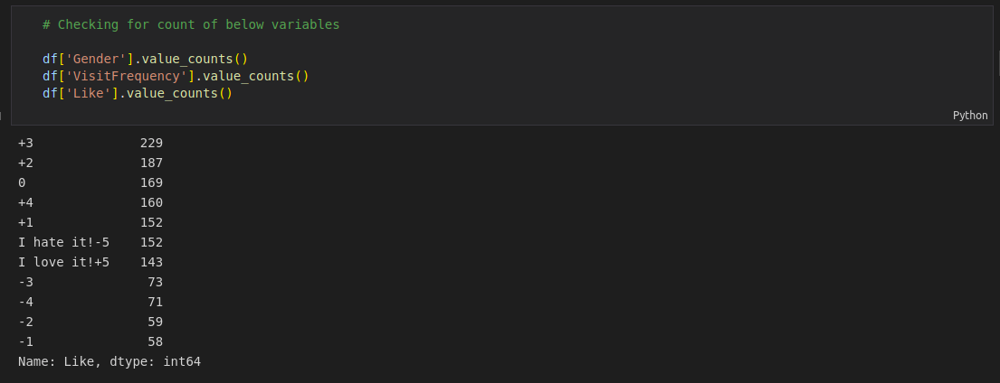 # Checking for count of below variables
df['Gender'].value_counts()
df['VisitFrequency'].value_counts()
df['Like'].value_counts()
Python
+3 229
+2 187
0 169
+4 160
+1 152
I hate it!-5 152
I love it!+5 143
-3 73
-4 71
-2 59
-1 58
Name: Like, dtype: int64